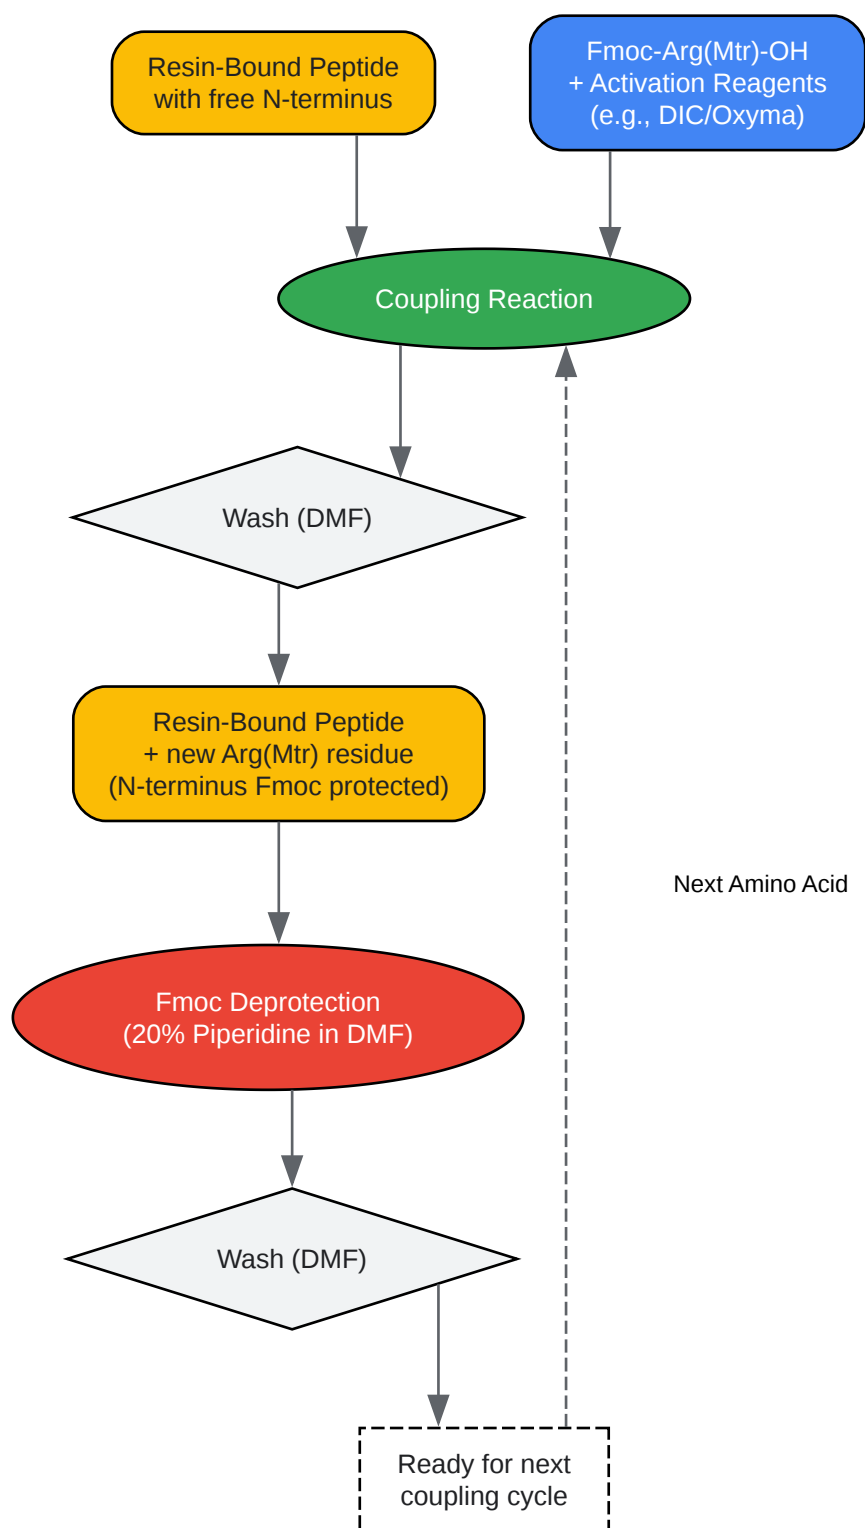 Resin-Bound Peptide
with free N-terminus
Fmoc-Arg(Mtr)-OH
+ Activation Reagents
(e.g., DIC/Oxyma)
Coupling Reaction
Wash (DMF)
Resin-Bound Peptide
+ new Arg(Mtr) residue
(N-terminus Fmoc protected)
Next Amino Acid
Fmoc Deprotection
(20% Piperidine in DMF)
Wash (DMF)
Ready for next
coupling cycle